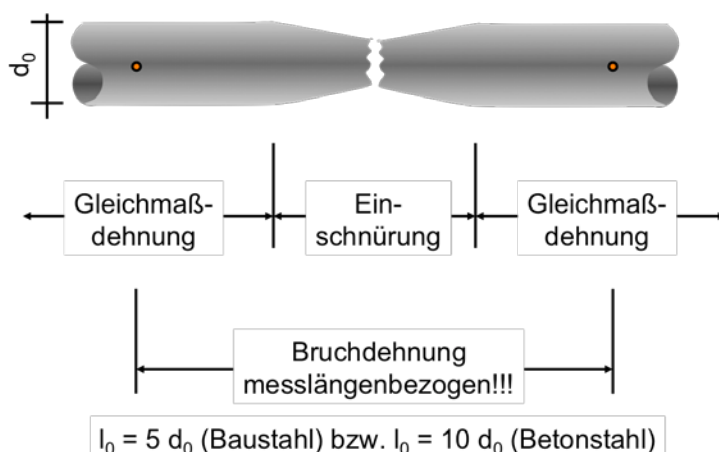 d₀
Gleichmaß-
dehnung
Ein-
schnürung
Gleichmaß-
dehnung
Bruchdehnung
messlängenbezogen!!!
l₀ = 5 d₀ (Baustahl) bzw. l₀ = 10 d₀ (Betonstahl)